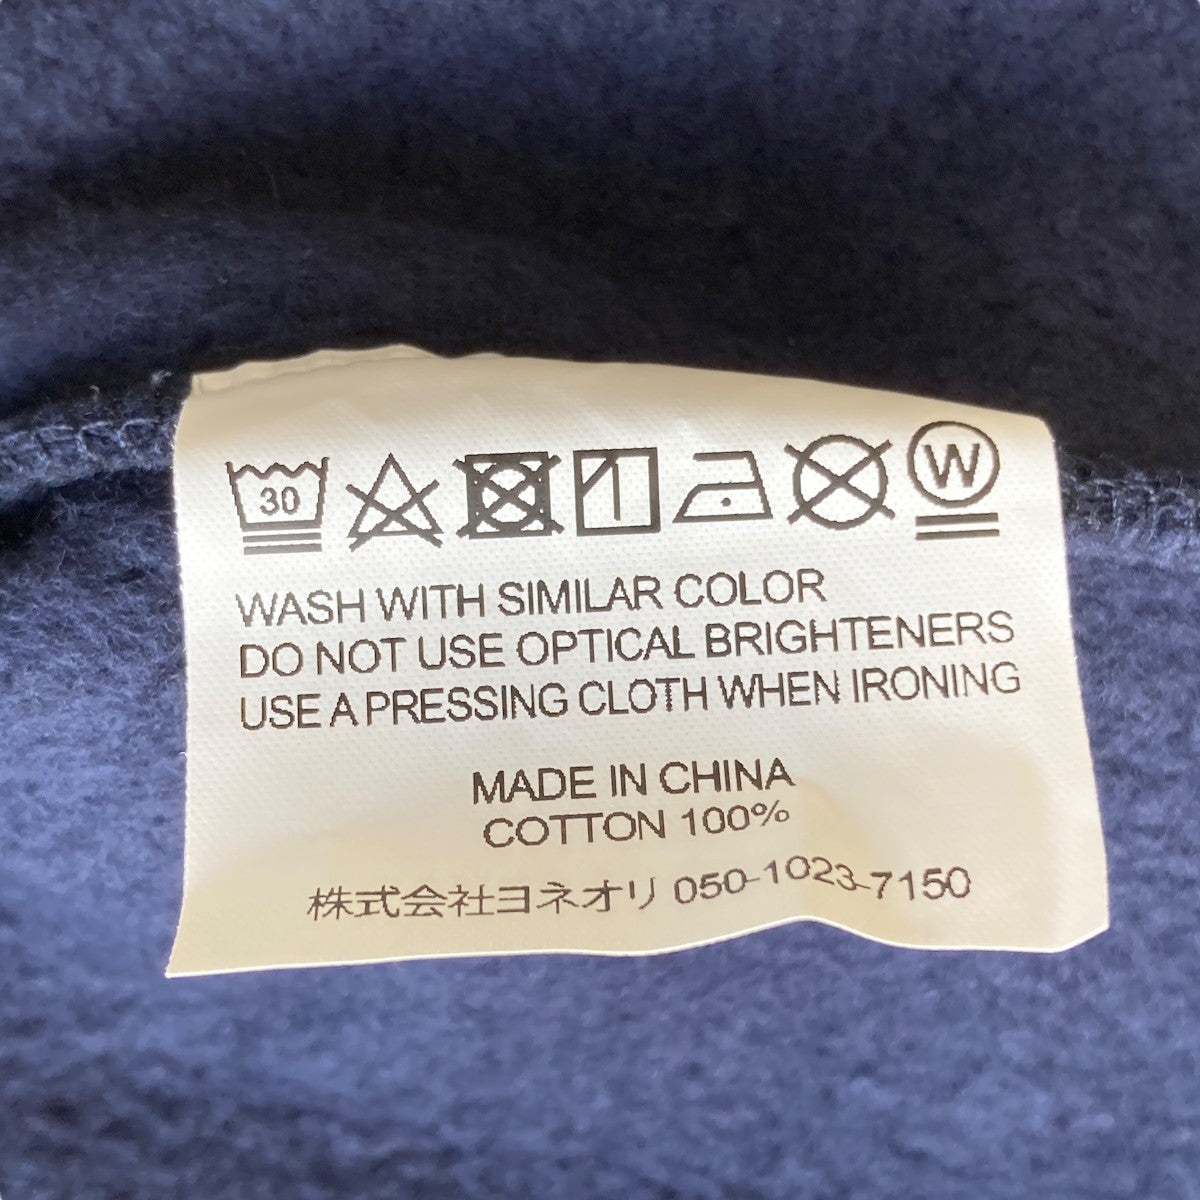 30 W
WASH WITH SIMILAR COLOR
DO NOT USE OPTICAL BRIGHTENERS
USE A PRESSING CLOTH WHEN IRONING
MADE IN CHINA
COTTON 100%
株式会社ヨネオリ 050-1023-7150